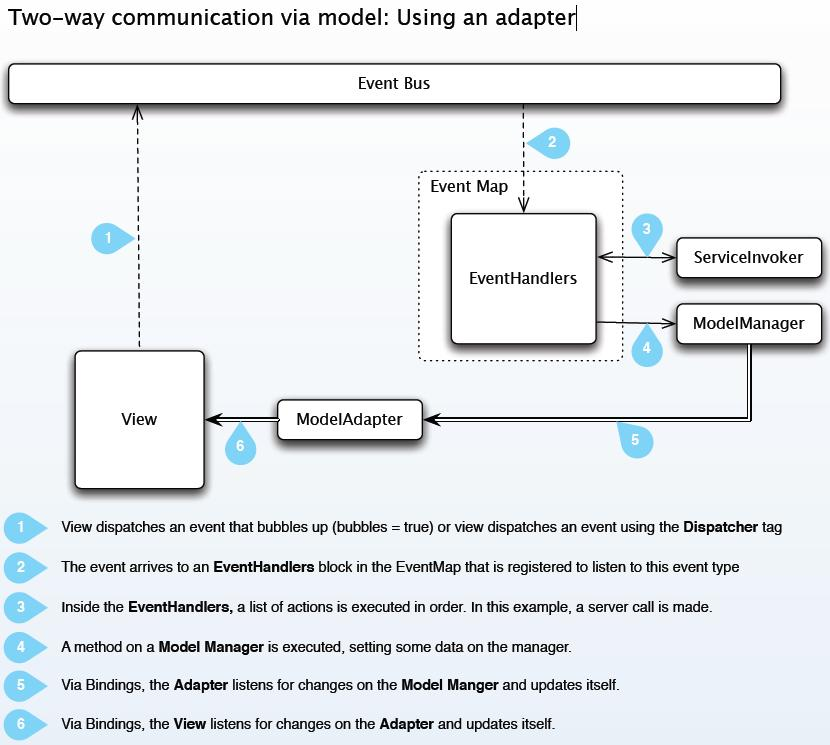 Two-way communication via model: Using an adapter
Event Bus
2
Event Map
1
3
EventHandlers
ServiceInvoker
ModelManager
4
View
ModelAdapter
6
5
1 View dispatches an event that bubbles up (bubbles = true) or view dispatches an event using the Dispatcher tag
2 The event arrives to an EventHandlers block in the EventMap that is registered to listen to this event type
3 Inside the EventHandlers, a list of actions is executed in order. In this example, a server call is made.
4 A method on a Model Manager is executed, setting some data on the manager.
5 Via Bindings, the Adapter listens for changes on the Model Manger and updates itself.
6 Via Bindings, the View listens for changes on the Adapter and updates itself.